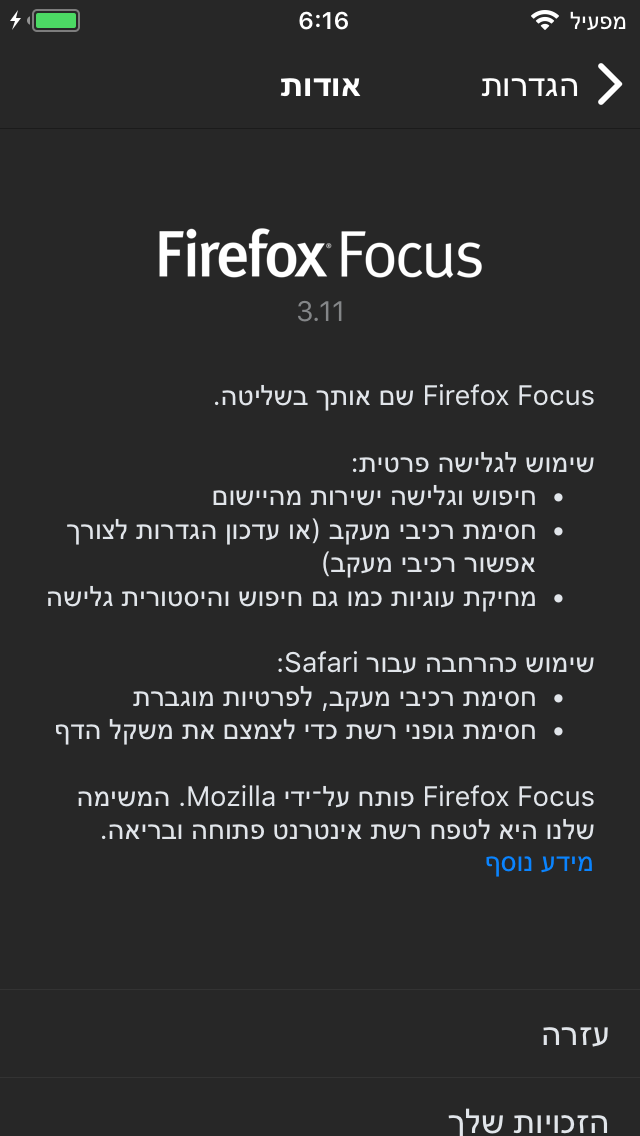 מפעיל 6:16
הגדרות אודות
Firefox Focus
3.11
Firefox Focus שם אותך בשליטה.
שימוש לגלישה פרטית:
• חיפוש וגלישה ישירות מהיישום
• חסימת רכיבי מעקב (או עדכון הגדרות לצורך
אפשור רכיבי מעקב)
• מחיקת עוגיות כמו גם חיפוש והיסטורית גלישה
שימוש כהרחבה עבור Safari:
• חסימת רכיבי מעקב, לפרטיות מוגברת
• חסימת גופני רשת כדי לצמצם את משקל הדף
Firefox Focus פותח על־ידי Mozilla. המשימה
שלנו היא לטפח רשת אינטרנט פתוחה ובריאה.
מידע נוסף
עזרה
הזכויות שלך